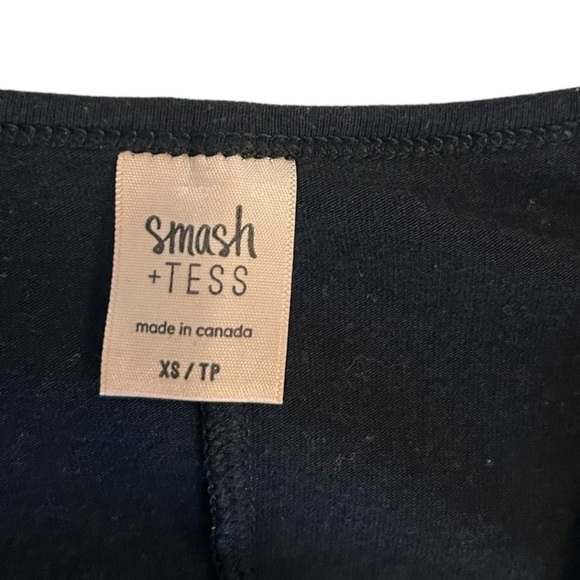 smash
+TESS
made in canada
XS / TP